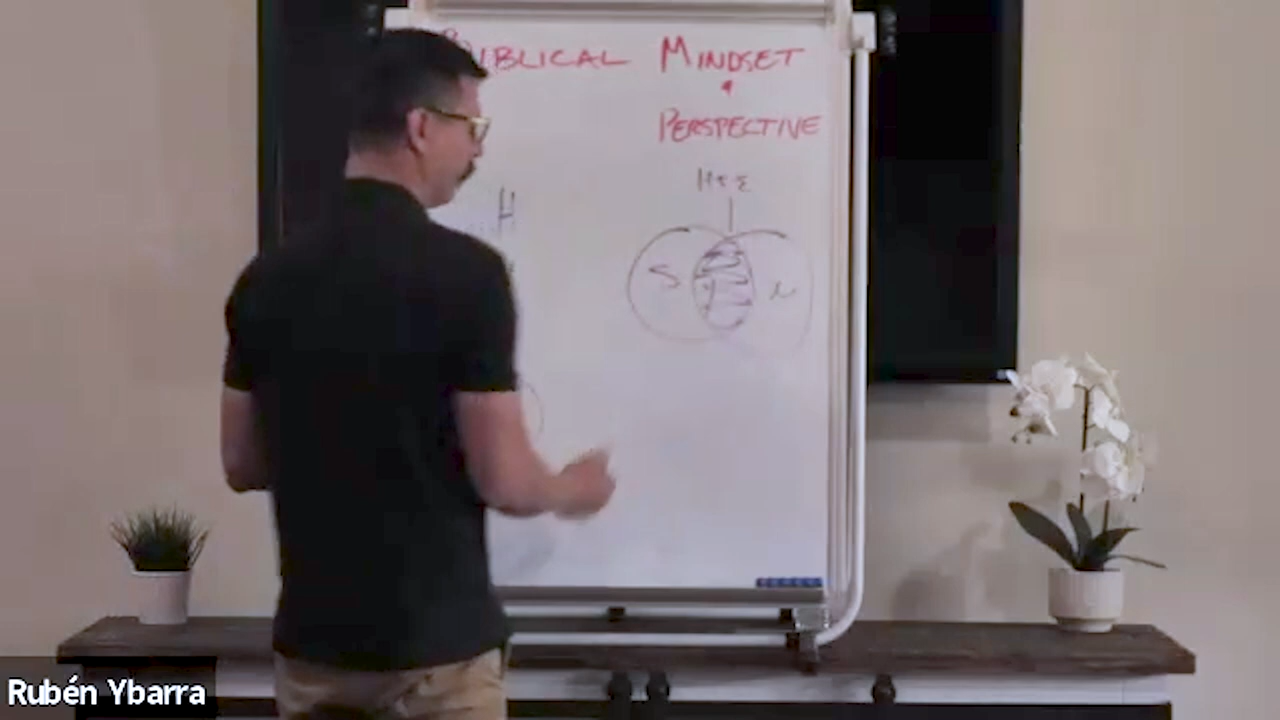 BIBLICAL MINDSET
&
PERSPECTIVE
H
S
Rubén Ybarra